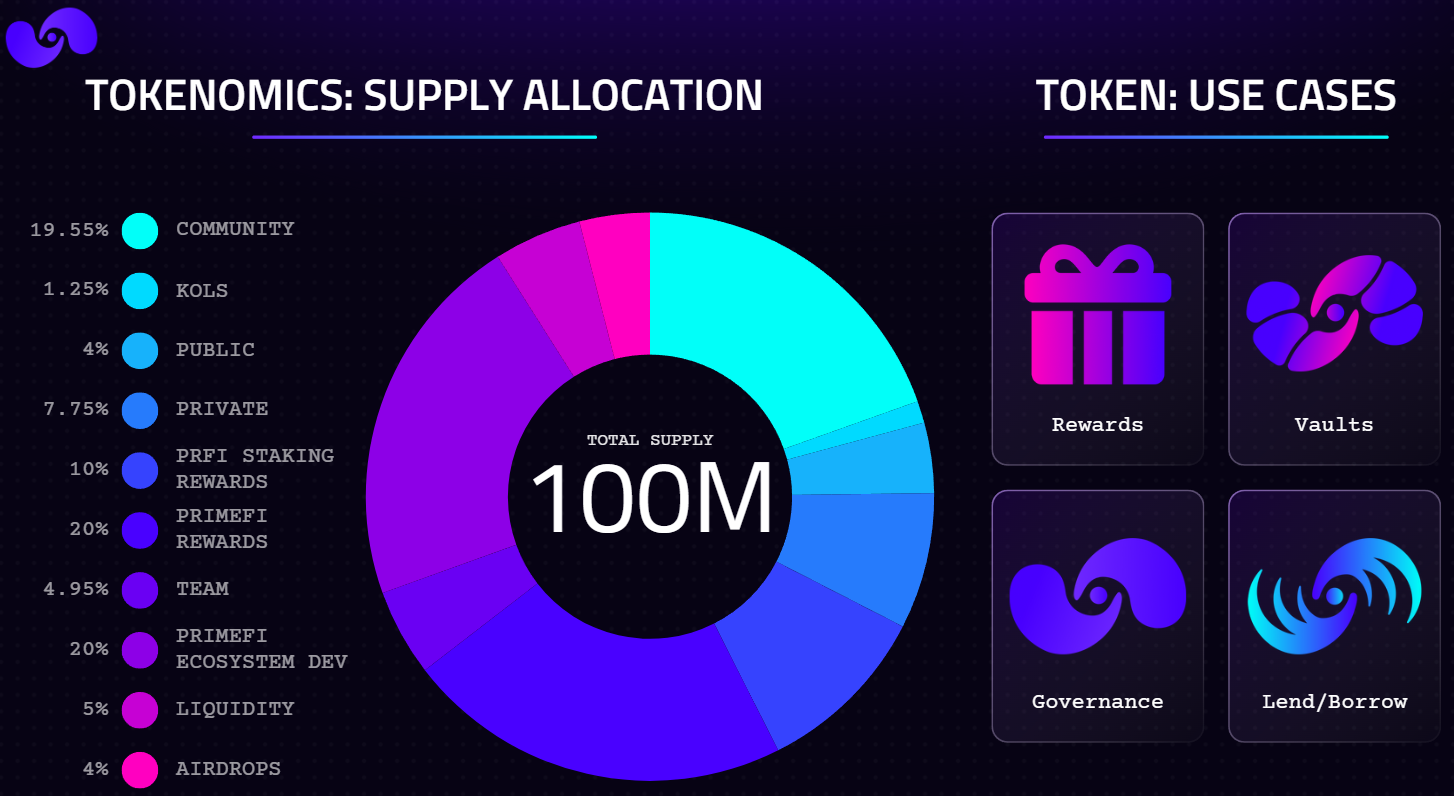 TOKENOMICS: SUPPLY ALLOCATION
19.55% COMMUNITY
1.25% KOLS
4% PUBLIC
7.75% PRIVATE
10% PRFI STAKING
REWARDS
20% PRIMEFI
REWARDS
4.95% TEAM
20% PRIMEFI
ECOSYSTEM DEV
5% LIQUIDITY
4% AIRDROPS
TOTAL SUPPLY
100M
TOKEN: USE CASES
Rewards
Vaults
Governance
Lend/Borrow